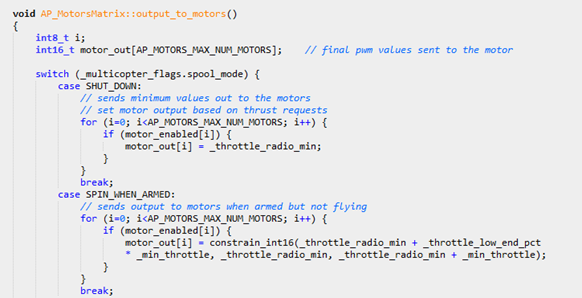 void AP_MotorsMatrix::output_to_motors()
{
int8_t i;
int16_t motor_out[AP_MOTORS_MAX_NUM_MOTORS]; // final pwm values sent to the motor
switch (_multicopter_flags.spool_mode) {
case SHUT_DOWN:
// sends minimum values out to the motors
// set motor output based on thrust requests
for (i=0; i<AP_MOTORS_MAX_NUM_MOTORS; i++) {
if (motor_enabled[i]) {
motor_out[i] = _throttle_radio_min;
}
}
break;
case SPIN_WHEN_ARMED:
// sends output to motors when armed but not flying
for (i=0; i<AP_MOTORS_MAX_NUM_MOTORS; i++) {
if (motor_enabled[i]) {
motor_out[i] = constrain_int16(_throttle_radio_min + _throttle_low_end_pct
* _min_throttle, _throttle_radio_min, _throttle_radio_min + _min_throttle);
}
}
break;